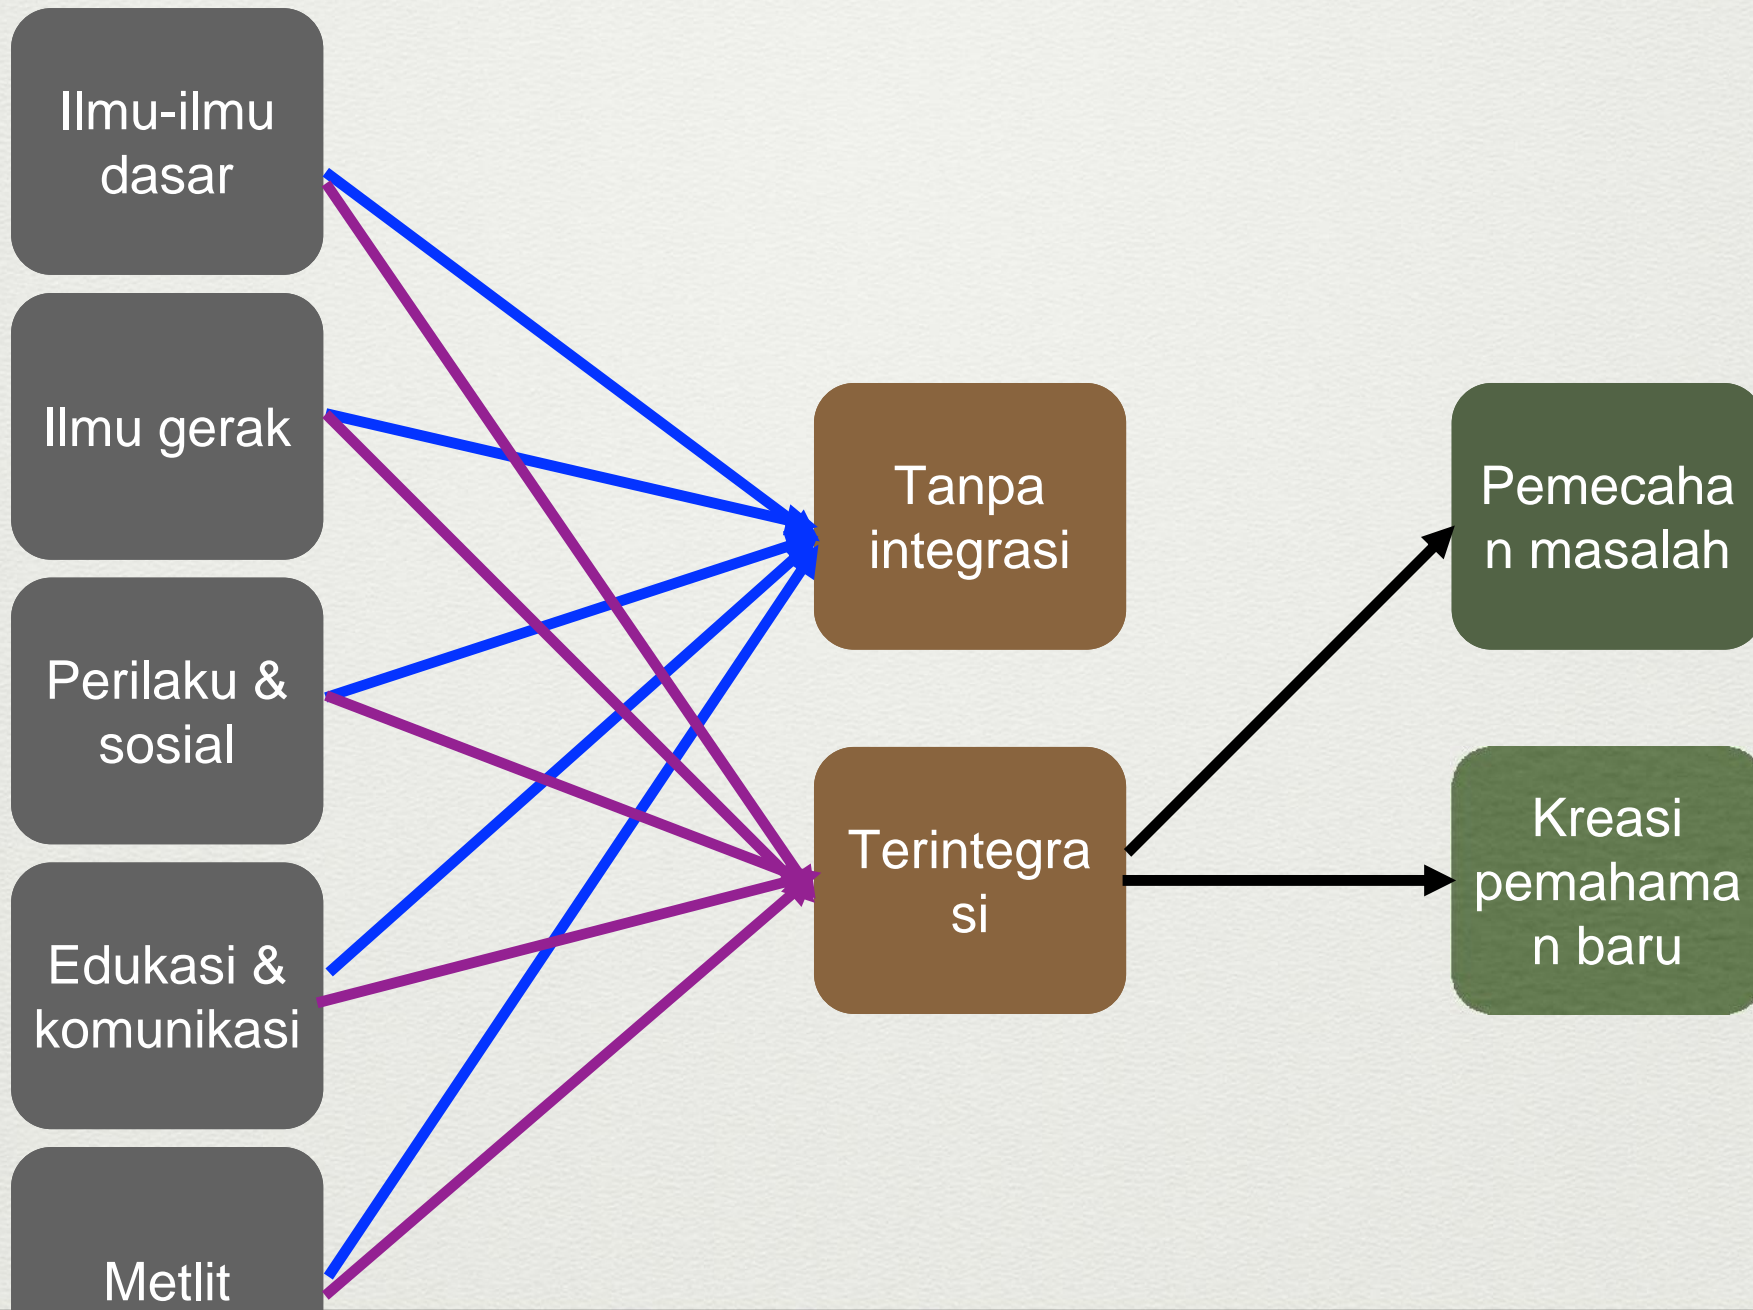 Ilmu-ilmu
dasar
Ilmu gerak
Perilaku &
sosial
Edukasi &
komunikasi
Metlit
Tanpa
integrasi
Terintegra
si
Pemecaha
n masalah
Kreasi
pemahama
n baru